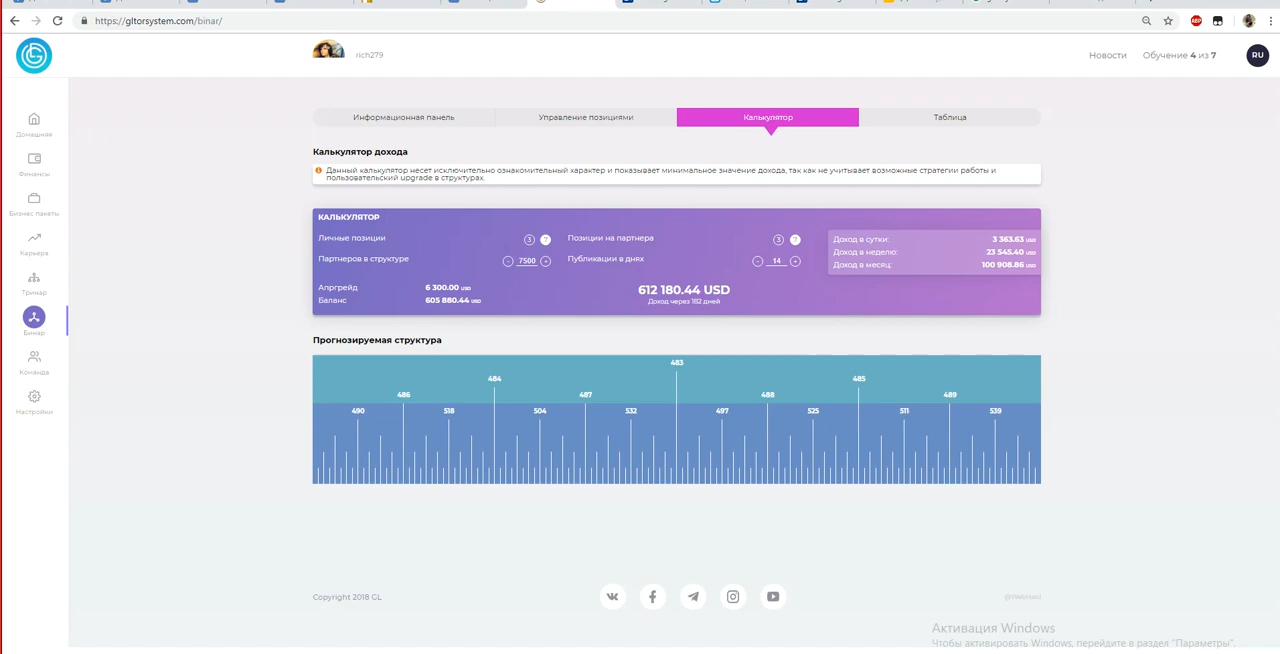 https://gltorsystem.com/binar/
ABP
rich279
Новости
Обучение 4 из 7
RU
Домашняя
Финансы
Бизнес пакеты
Карьера
Тринар
Бинар
Команда
Настройки
Информационная панель
Управление позициями
Калькулятор
Таблица
Калькулятор дохода
Данный калькулятор несет исключительно ознакомительный характер и показывает минимальное значение дохода, так как не учитывает возможные стратегии работы и
пользовательский upgrade в структурах.
КАЛЬКУЛЯТОР
Личные позиции 3 7
Позиции на партнера 3 7
Партнеров в структуре - 7500 +
Публикации в днях - 14 +
Доход в сутки: 3 363.63 USD
Доход в неделю: 23 545.40 USD
Доход в месяц: 100 908.86 USD
Апргрейд 6 300.00 USD
Баланс 605 880.44 USD
612 180.44 USD
Доход через 182 дней
Прогнозируемая структура
483
484 485
486 487 488 489
490 518 504 532 497 525 511 539
Copyright 2018 GL
Активация Windows
Чтобы активировать Windows, перейдите в раздел "Параметры".